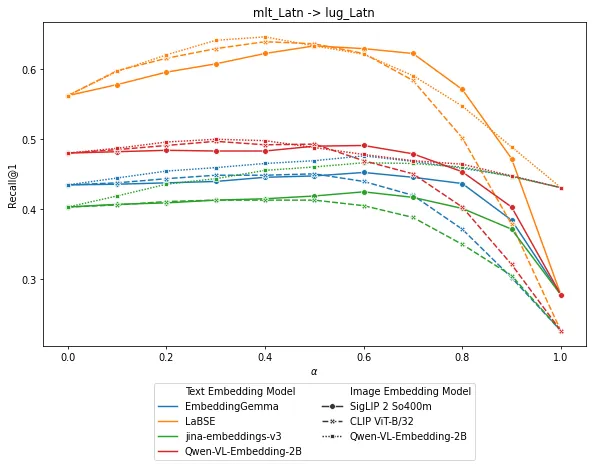 mlt_Latn -> lug_Latn
Recall@1
0.6
0.5
0.4
0.3
0.0 0.2 0.4 0.6 0.8 1.0
α
Text Embedding Model Image Embedding Model
EmbeddingGemma SigLIP 2 So400m
LaBSE CLIP ViT-B/32
jina-embeddings-v3 Qwen-VL-Embedding-2B
Qwen-VL-Embedding-2B